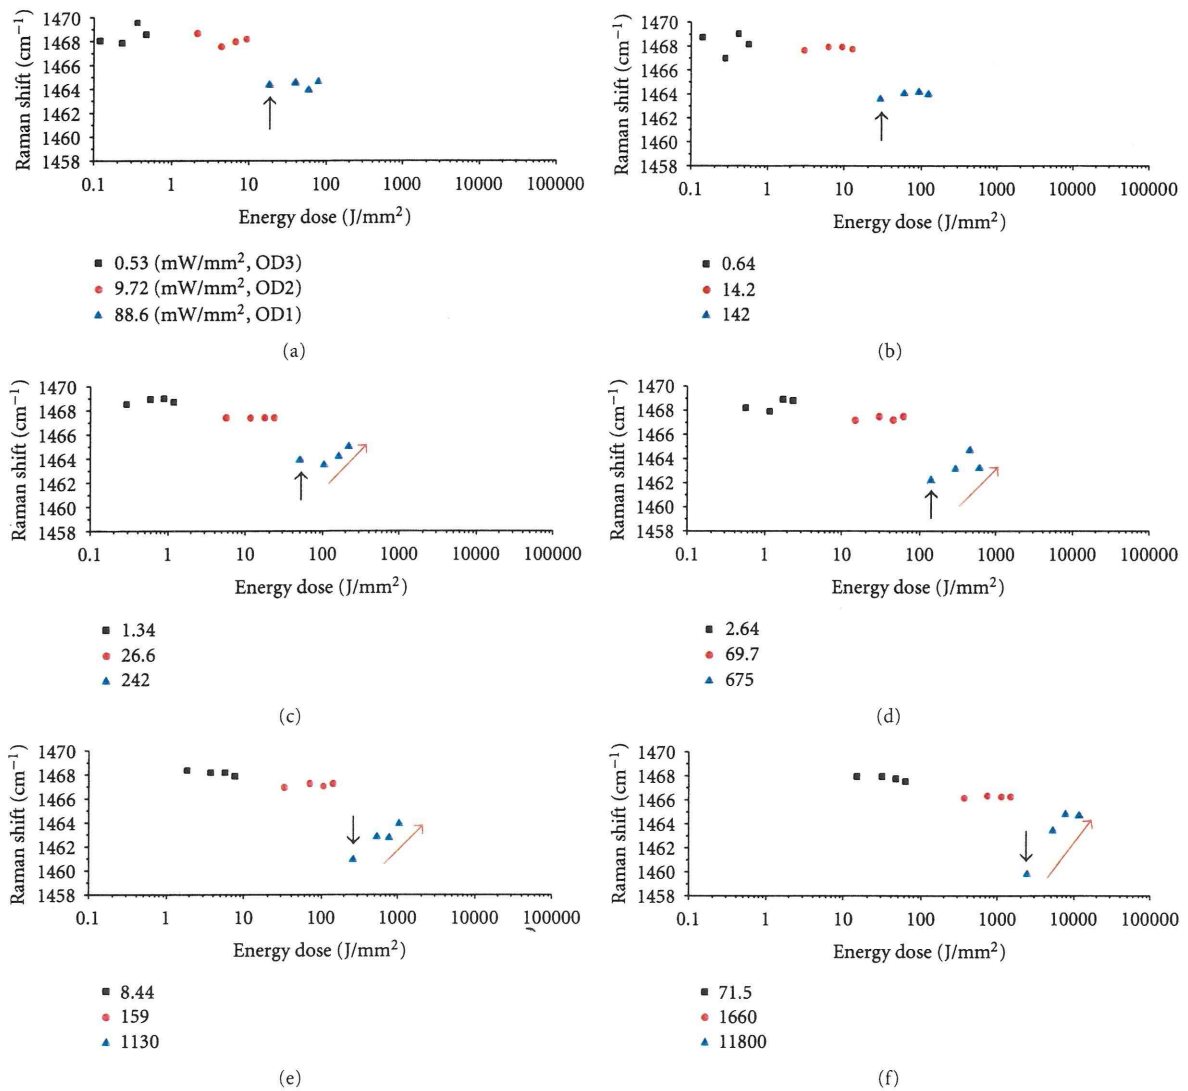 1470
1468
1466
1464
1462
1460
1458
Raman shift (cm⁻¹)
0.1 1 10 100 1000 100000
Energy dose (J/mm²)
0.53 (mW/mm², OD3)
9.72 (mW/mm², OD2)
88.6 (mW/mm², OD1)
(a)
1470
1468
1466
1464
1462
1460
1458
Raman shift (cm⁻¹)
0.1 1 10 100 1000 10000 100000
Energy dose (J/mm²)
0.64
14.2
142
(b)
1470
1468
1466
1464
1462
1460
1458
Raman shift (cm⁻¹)
0.1 1 10 100 1000 10000 100000
Energy dose (J/mm²)
1.34
26.6
242
(c)
1470
1468
1466
1464
1462
1460
1458
Raman shift (cm⁻¹)
0.1 1 10 100 1000 10000 100000
Energy dose (J/mm²)
2.64
69.7
675
(d)
1470
1468
1466
1464
1462
1460
1458
Raman shift (cm⁻¹)
0.1 1 10 100 1000 10000 100000
Energy dose (J/mm²)
8.44
159
1130
(e)
1470
1468
1466
1464
1462
1460
1458
Raman shift (cm⁻¹)
0.1 1 10 100 1000 10000 100000
Energy dose (J/mm²)
71.5
1660
11800
(f)